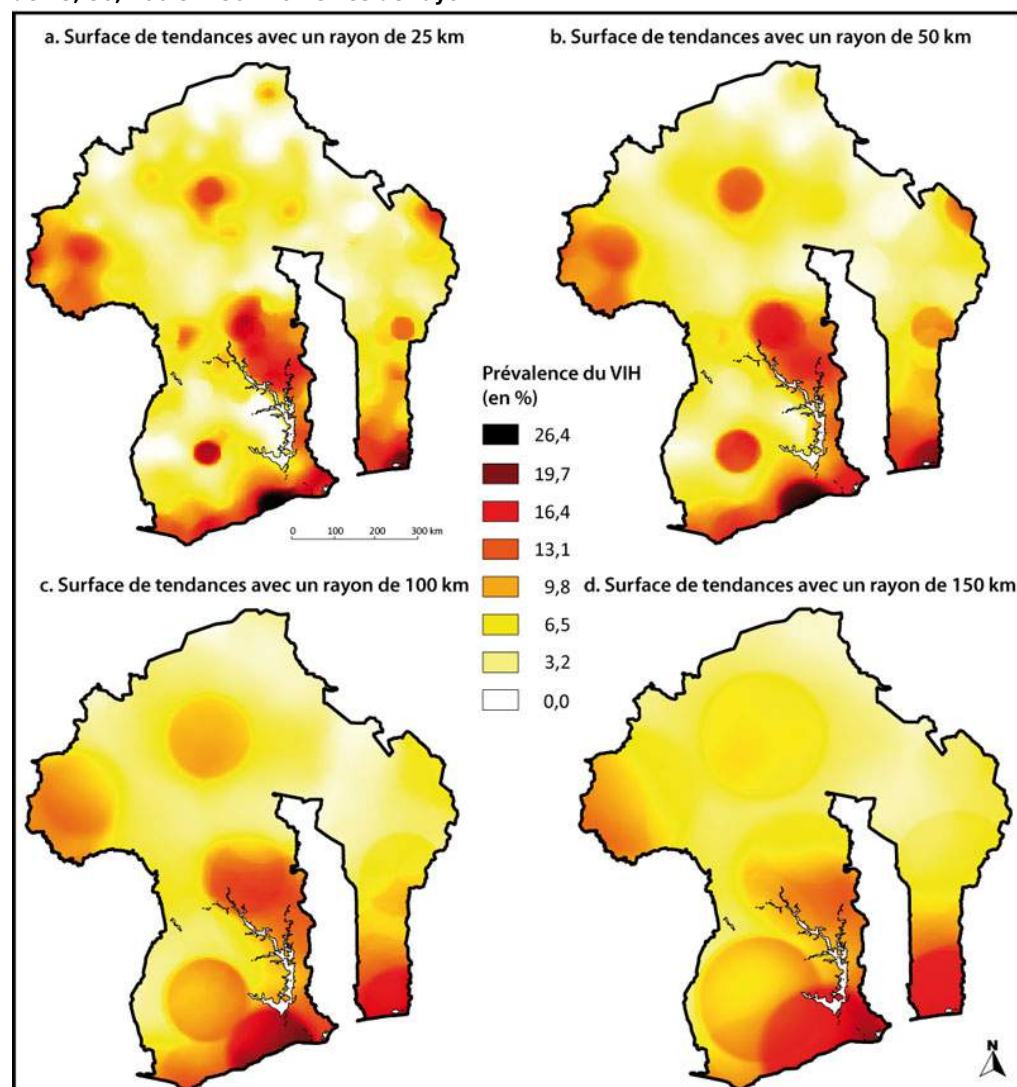 a. Surface de tendances avec un rayon de 25 km
b. Surface de tendances avec un rayon de 50 km
Prévalence du VIH
(en %)
26,4
19,7
16,4
13,1
9,8
6,5
3,2
0,0
0 100 200 300 km
c. Surface de tendances avec un rayon de 100 km
d. Surface de tendances avec un rayon de 150 km
N